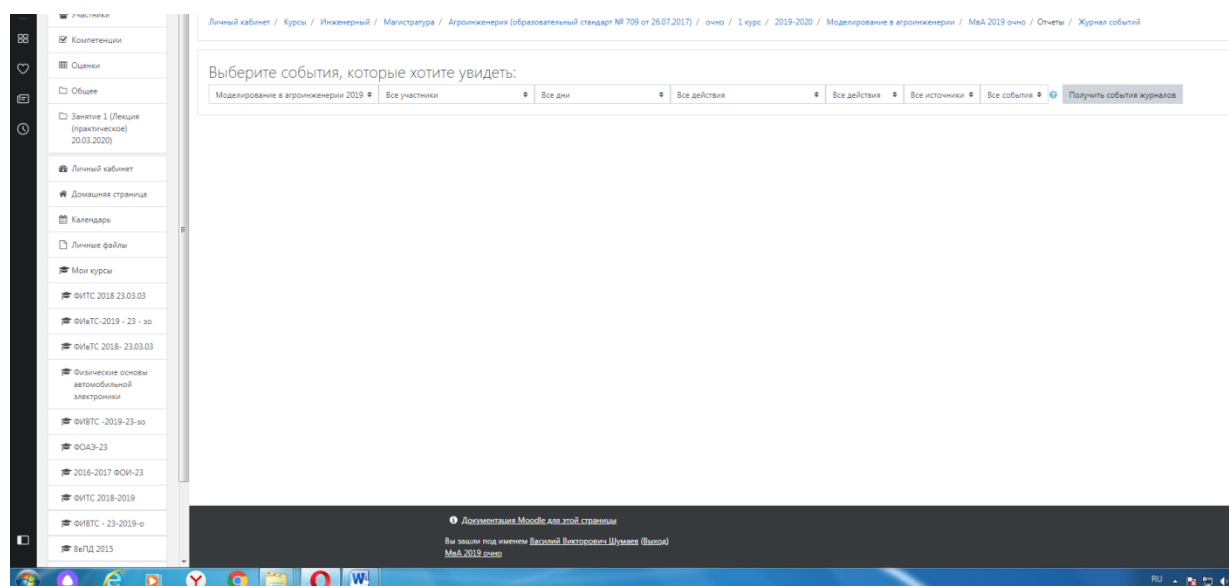 Участники
Компетенции
Оценки
Общее
Занятие 1 (Лекция
(практическое)
20.03.2020)
Личный кабинет
Домашняя страница
Календарь
Личные файлы
Мои курсы
ФИТС 2018 23.03.03
ФИвТС-2019 - 23 - зо
ФИвТС 2018- 23.03.03
Физические основы
автомобильной
электроники
ФИВТС -2019-23-зо
ФОАЭ-23
2016-2017 ФОИ-23
ФИТС 2018-2019
ФИВТС - 23-2019-о
ВвПД 2015
Личный кабинет / Курсы / Инженерный / Магистратура / Агроинженерия (образовательный стандарт № 709 от 26.07.2017) / очно / 1 курс / 2019-2020 / Моделирование в агроинженерии / МвА 2019 очно / Отчеты / Журнал событий
Выберите события, которые хотите увидеть:
Моделирование в агроинженерии 2019 Все участники Все дни Все действия Все действия Все источники Все события Получить события журналов
Документация Moodle для этой страницы
Вы зашли под именем Василий Викторович Шумаев (Выход)
МвА 2019 очно
RU